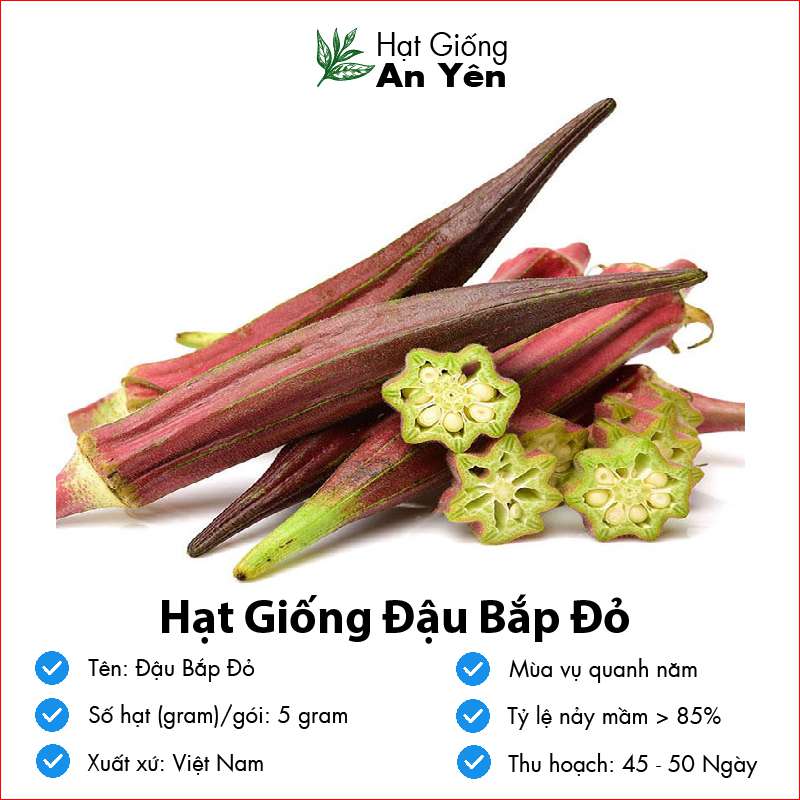 Hạt Giống
An Yên
Hạt Giống Đậu Bắp Đỏ
Tên: Đậu Bắp Đỏ
Số hạt (gram)/gói: 5 gram
Xuất xứ: Việt Nam
Mùa vụ quanh năm
Tỷ lệ nảy mầm > 85%
Thu hoạch: 45 - 50 Ngày